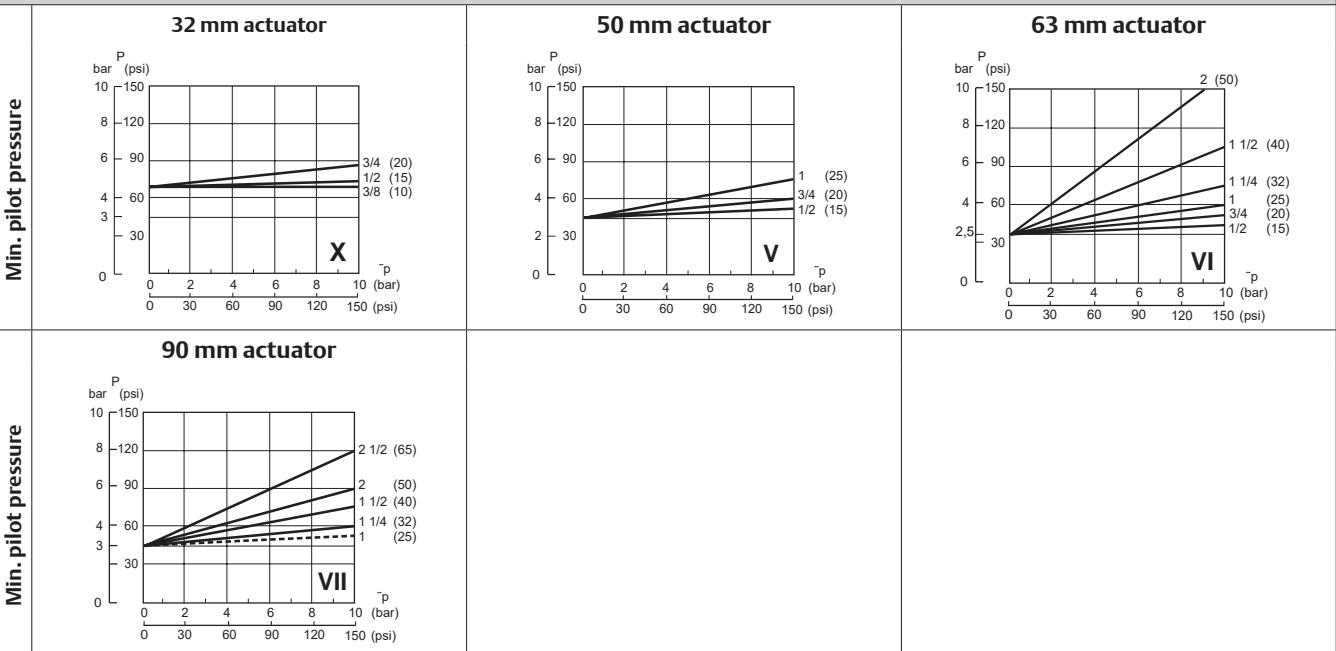 32 mm actuator
50 mm actuator
63 mm actuator
Min. pilot pressure
P
bar (psi)
10 150
8 120
6 90
4 60
3
30
0
3/4 (20)
1/2 (15)
3/8 (10)
X
0 2 4 6 8 10
‾p
(bar)
0 30 60 90 120 150 (psi)
P
bar (psi)
10 150
8 120
6 90
4 60
2 30
0
1 (25)
3/4 (20)
1/2 (15)
V
0 2 4 6 8 10
‾p
(bar)
0 30 60 90 120 150 (psi)
P
bar (psi)
10 150
8 120
6 90
4 60
2,5
30
0
2 (50)
1 1/2 (40)
1 1/4 (32)
1 (25)
3/4 (20)
1/2 (15)
VI
0 2 4 6 8 10
‾p
(bar)
0 30 60 90 120 150 (psi)
90 mm actuator
Min. pilot pressure
P
bar (psi)
10 150
8 120
6 90
4 60
3
30
0
2 1/2 (65)
2 (50)
1 1/2 (40)
1 1/4 (32)
1 (25)
VII
0 2 4 6 8 10
‾p
(bar)
0 30 60 90 120 150 (psi)